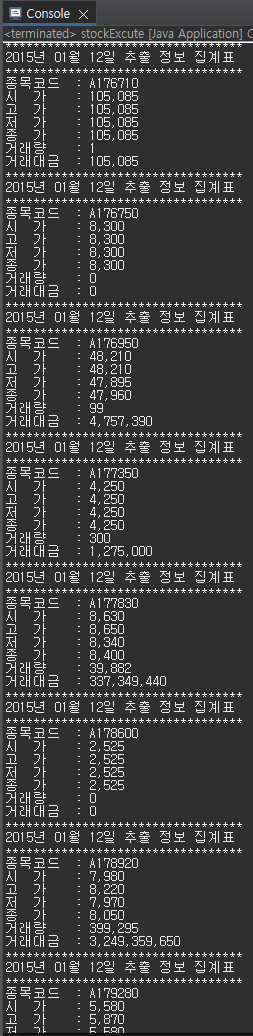 Console
<terminated> stockExcute [Java Application] C
******************************
2015년 01월 12일 추출 정보 집계표
******************************
종목코드 : A176710
시 가 : 105,085
고 가 : 105,085
저 가 : 105,085
종 가 : 105,085
거래량 : 1
거래대금 : 105,085
******************************
2015년 01월 12일 추출 정보 집계표
******************************
종목코드 : A176750
시 가 : 8,300
고 가 : 8,300
저 가 : 8,300
종 가 : 8,300
거래량 : 0
거래대금 : 0
******************************
2015년 01월 12일 추출 정보 집계표
******************************
종목코드 : A176950
시 가 : 48,210
고 가 : 48,210
저 가 : 47,895
종 가 : 47,960
거래량 : 99
거래대금 : 4,757,390
******************************
2015년 01월 12일 추출 정보 집계표
******************************
종목코드 : A177350
시 가 : 4,250
고 가 : 4,250
저 가 : 4,250
종 가 : 4,250
거래량 : 300
거래대금 : 1,275,000
******************************
2015년 01월 12일 추출 정보 집계표
******************************
종목코드 : A177830
시 가 : 8,630
고 가 : 8,650
저 가 : 8,340
종 가 : 8,400
거래량 : 39,882
거래대금 : 337,349,440
******************************
2015년 01월 12일 추출 정보 집계표
******************************
종목코드 : A178600
시 가 : 2,525
고 가 : 2,525
저 가 : 2,525
종 가 : 2,525
거래량 : 0
거래대금 : 0
******************************
2015년 01월 12일 추출 정보 집계표
******************************
종목코드 : A178920
시 가 : 7,980
고 가 : 8,220
저 가 : 7,970
종 가 : 8,050
거래량 : 399,295
거래대금 : 3,249,359,650
******************************
2015년 01월 12일 추출 정보 집계표
******************************
종목코드 : A179280
시 가 : 5,580
고 가 : 5,870
저 가 : 5,580